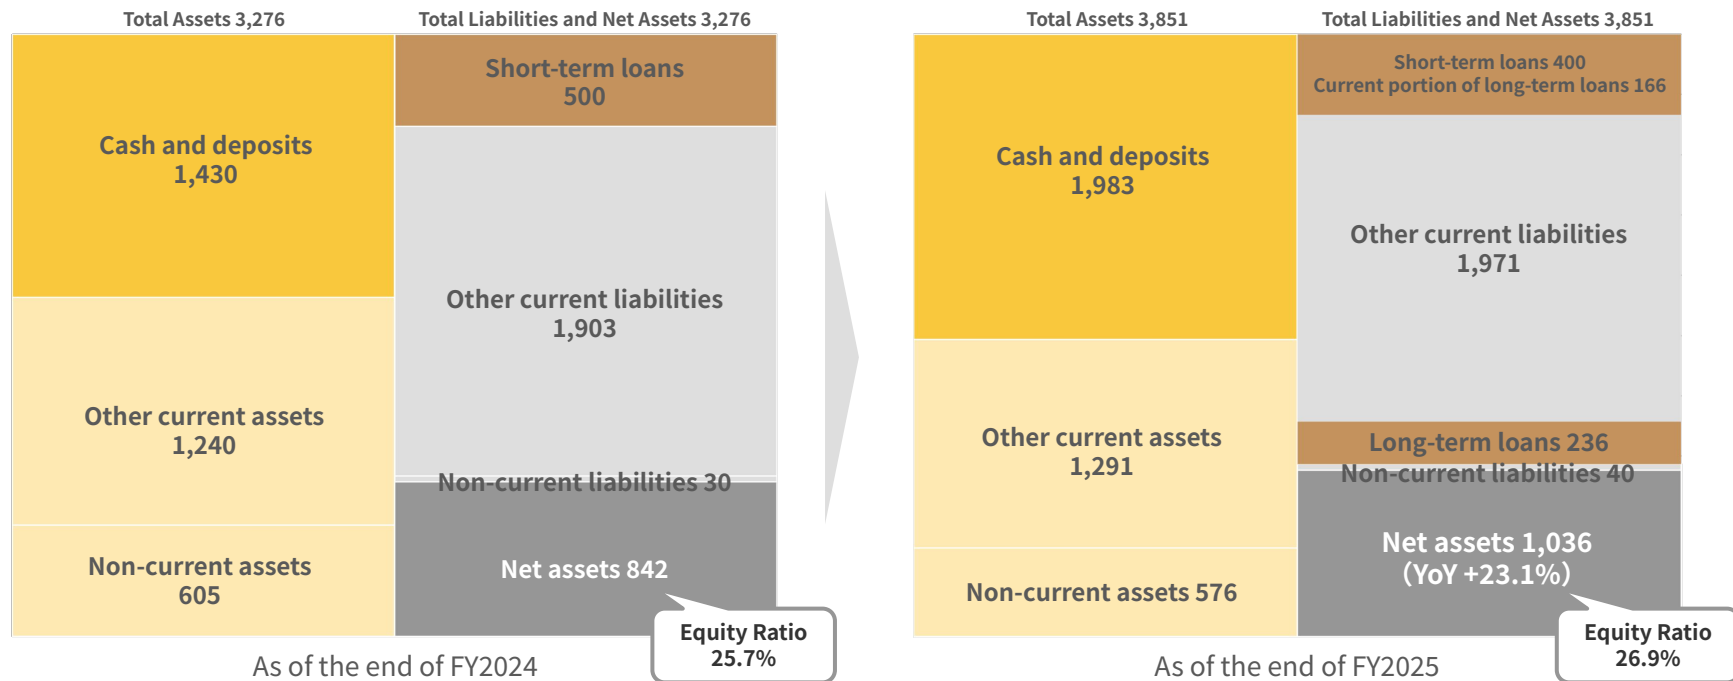 Total Assets 3,276
Total Liabilities and Net Assets 3,276
Cash and deposits
1,430
Other current assets
1,240
Non-current assets
605
Short-term loans
500
Other current liabilities
1,903
Non-current liabilities 30
Net assets 842
Equity Ratio
25.7%
As of the end of FY2024
Total Assets 3,851
Total Liabilities and Net Assets 3,851
Cash and deposits
1,983
Other current assets
1,291
Non-current assets 576
Short-term loans 400
Current portion of long-term loans 166
Other current liabilities
1,971
Long-term loans 236
Non-current liabilities 40
Net assets 1,036
（YoY +23.1%）
Equity Ratio
26.9%
As of the end of FY2025